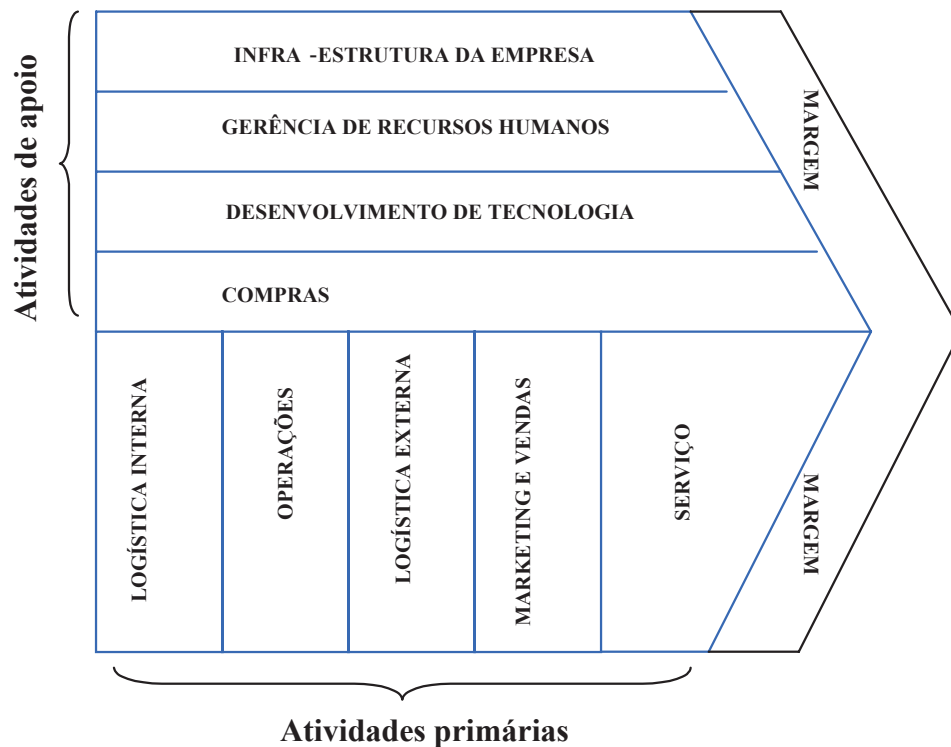 Atividades de apoio
INFRA -ESTRUTURA DA EMPRESA
GERÊNCIA DE RECURSOS HUMANOS
DESENVOLVIMENTO DE TECNOLOGIA
COMPRAS
MARGEM
LOGÍSTICA INTERNA
OPERAÇÕES
LOGÍSTICA EXTERNA
MARKETING E VENDAS
SERVIÇO
MARGEM
Atividades primárias